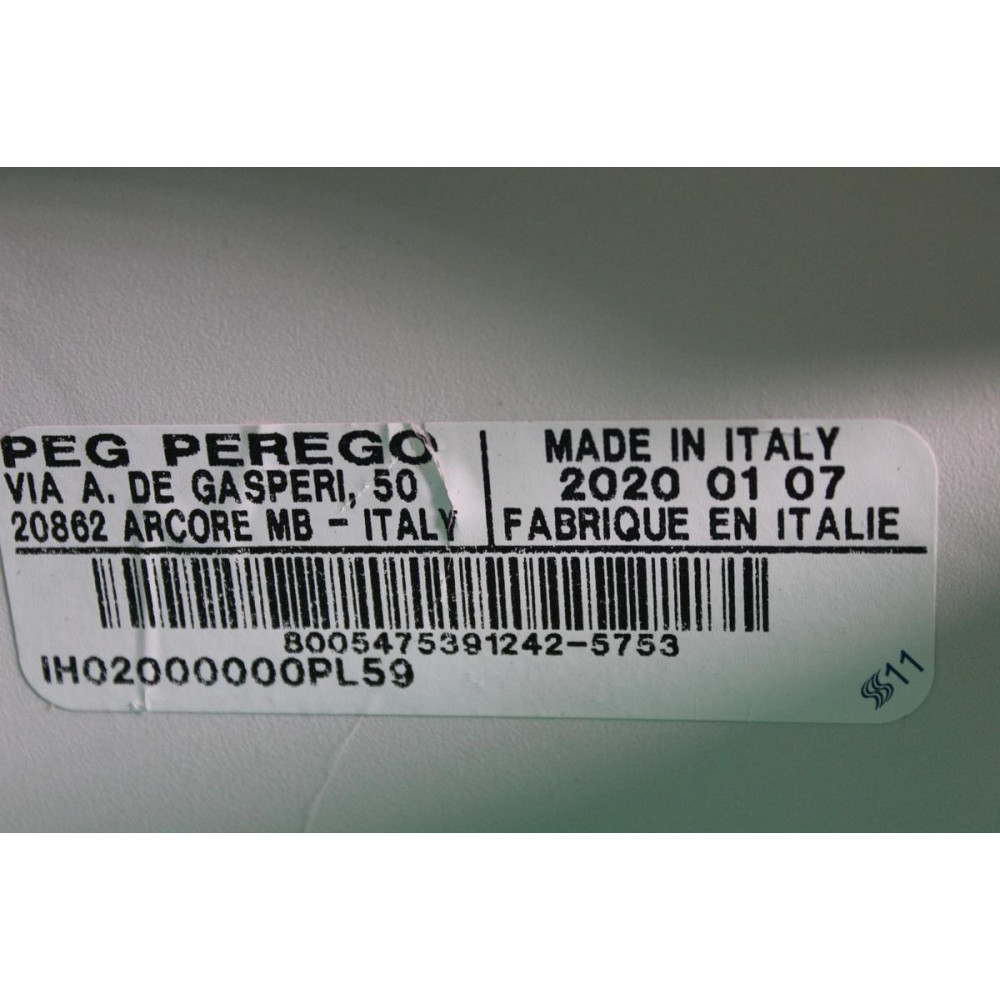 PEG PEREGO
VIA A. DE GASPERI, 50
20862 ARCORE MB - ITALY
MADE IN ITALY
2020 01 07
FABRIQUE EN ITALIE
8005475391242-5753
IH02000000PL59
11